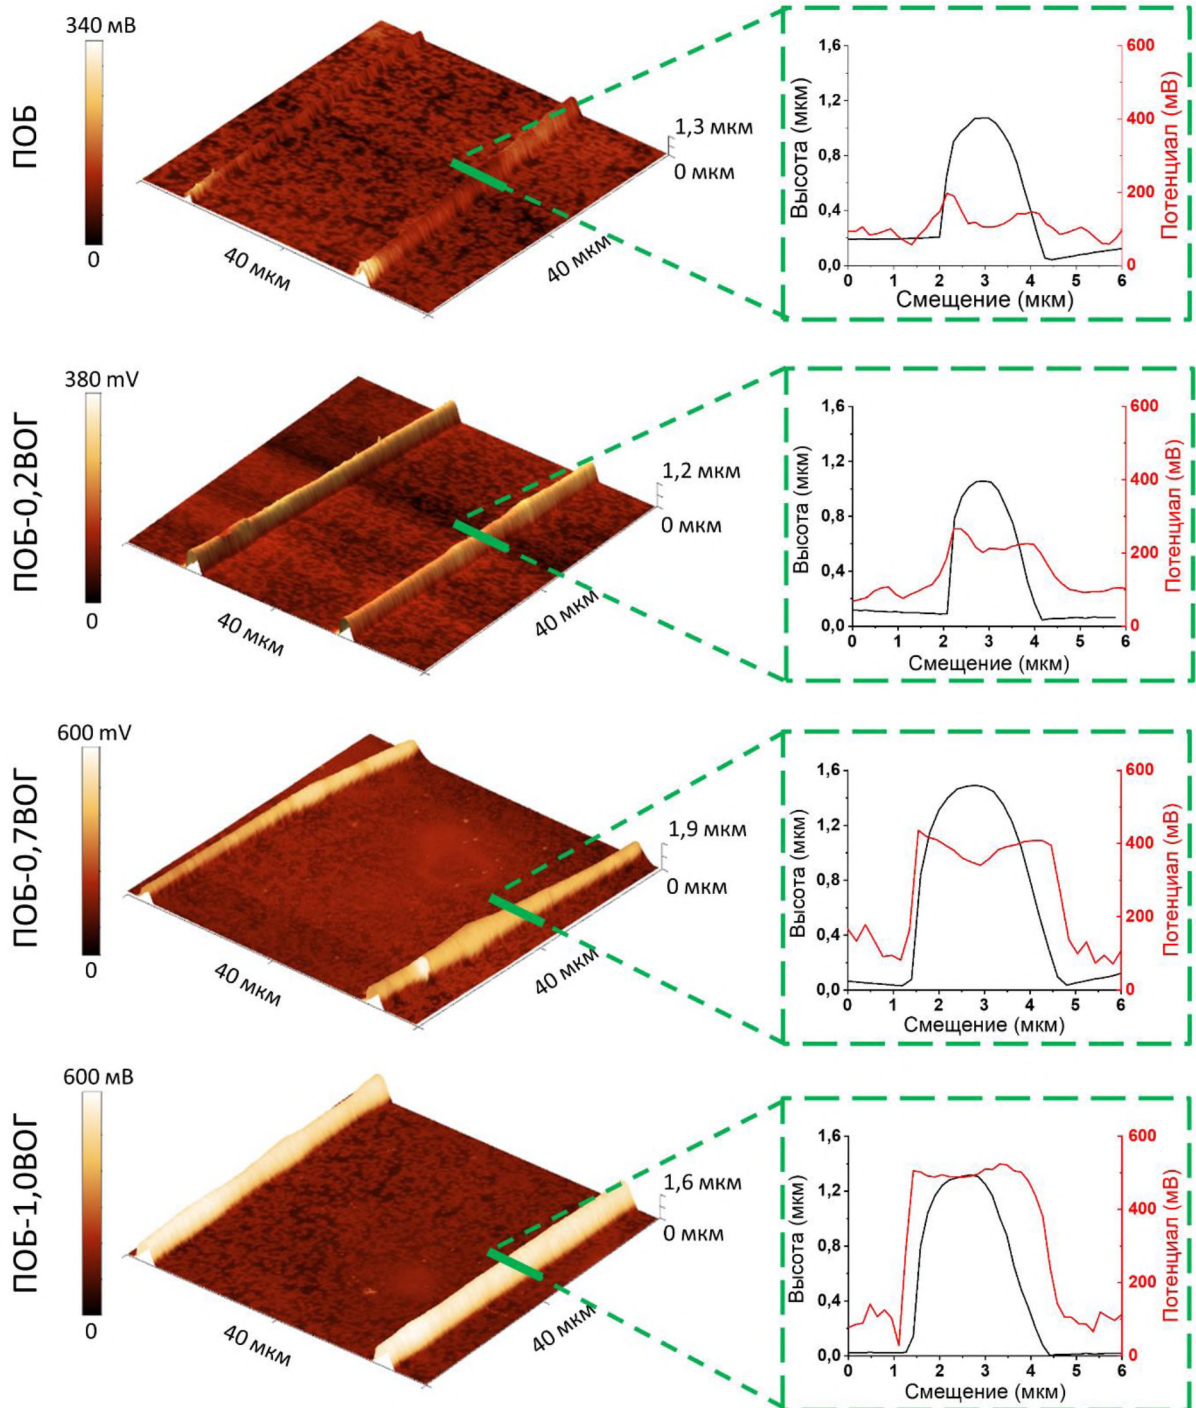 ПОБ
340 мВ
0
40 мкм
40 мкм
1,3 мкм
0 мкм
Высота (мкм)
1,6
1,2
0,8
0,4
0,0
0 1 2 3 4 5 6
Смещение (мкм)
600
400
200
0
Потенциал (мВ)
ПОБ-0,2ВОГ
380 mV
0
40 мкм
40 мкм
1,2 мкм
0 мкм
Высота (мкм)
1,6
1,2
0,8
0,4
0,0
0 1 2 3 4 5 6
Смещение (мкм)
600
400
200
0
Потенциал (мВ)
ПОБ-0,7ВОГ
600 mV
0
40 мкм
40 мкм
1,9 мкм
0 мкм
Высота (мкм)
1,6
1,2
0,8
0,4
0,0
0 1 2 3 4 5 6
Смещение (мкм)
600
400
200
0
Потенциал (мВ)
ПОБ-1,0ВОГ
600 мВ
0
40 мкм
40 мкм
1,6 мкм
0 мкм
Высота (мкм)
1,6
1,2
0,8
0,4
0,0
0 1 2 3 4 5 6
Смещение (мкм)
600
400
200
0
Потенциал (мВ)